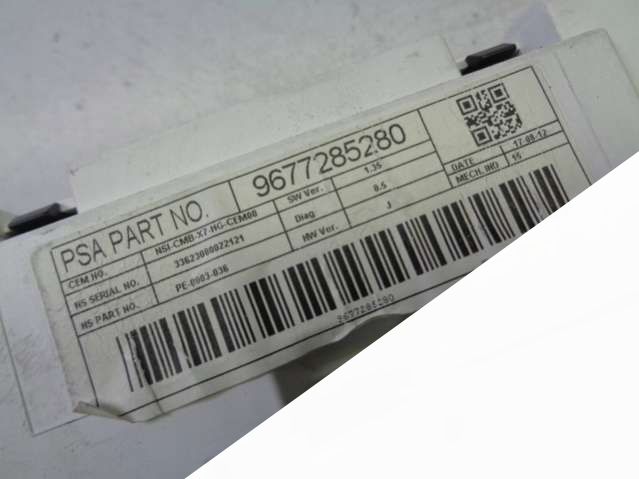 PSA PART NO. 9677285280
CEM NO. NSI-CMB-X7-HG-CEM00 SW Ver. 1.35 DATE 17-08-12
NS SERIAL NO. 33623000022121 Diag 0.5 MECH.IND 15
NS PART NO. PE-0003-036 HW Ver. J
9677285280